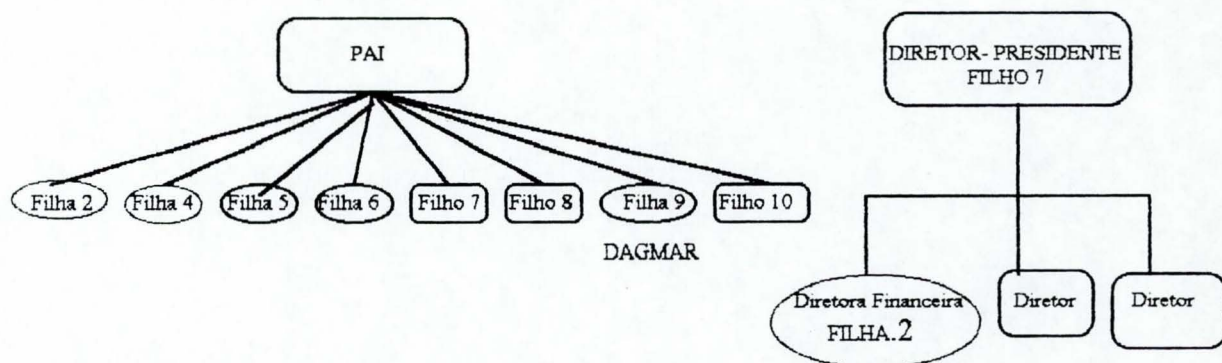 PAI
Filha 2
Filha 4
Filha 5
Filha 6
Filho 7
Filho 8
Filha 9
Filho 10
DAGMAR
DIRETOR- PRESIDENTE
FILHO 7
Diretora Financeira
FILHA.2
Diretor
Diretor